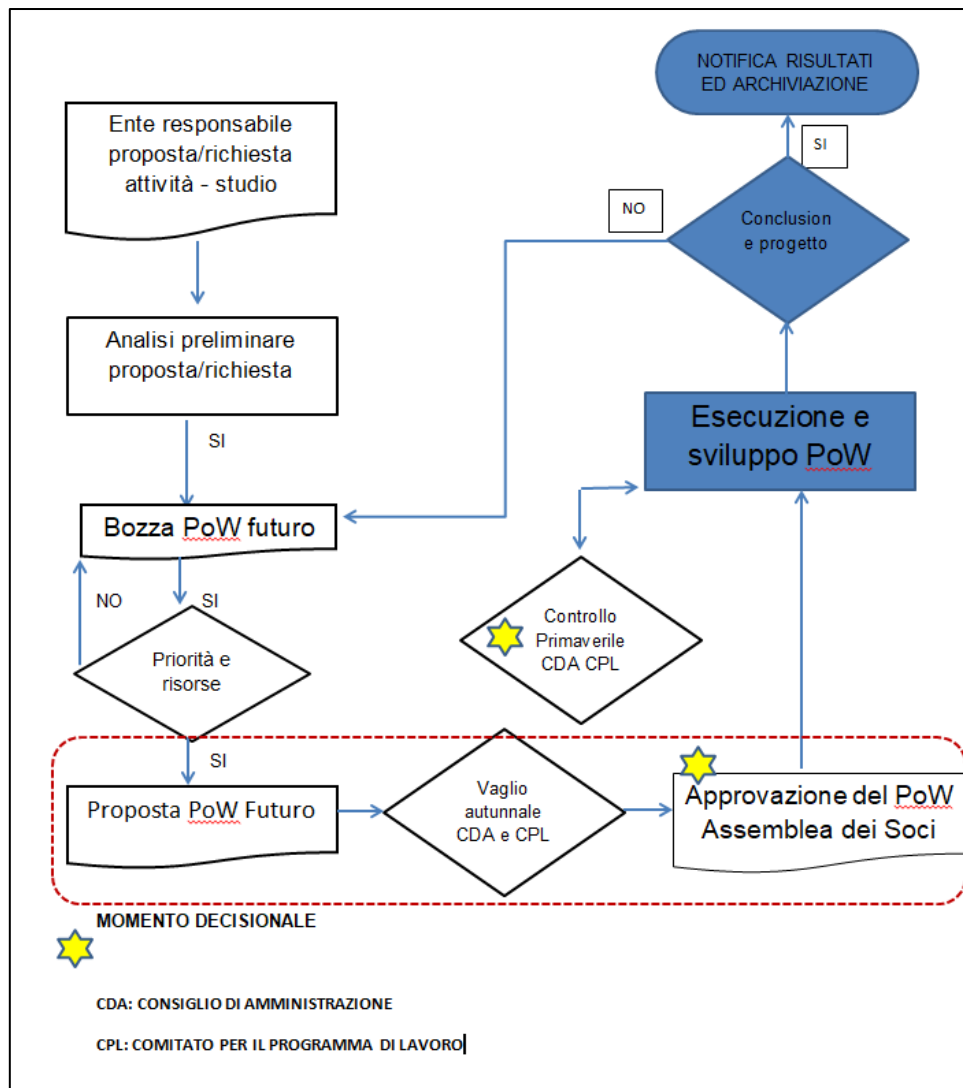 Ente responsabile
proposta/richiesta
attività - studio
Analisi preliminare
proposta/richiesta
SI
Bozza PoW futuro
NO
SI
Priorità e
risorse
SI
Proposta PoW Futuro
Vaglio
autunnale
CDA e CPL
Approvazione del PoW
Assemblea dei Soci
Controllo
Primaverile
CDA CPL
Esecuzione e
sviluppo PoW
Conclusion
e progetto
NO
SI
NOTIFICA RISULTATI
ED ARCHIVIAZIONE
MOMENTO DECISIONALE
CDA: CONSIGLIO DI AMMINISTRAZIONE
CPL: COMITATO PER IL PROGRAMMA DI LAVORO